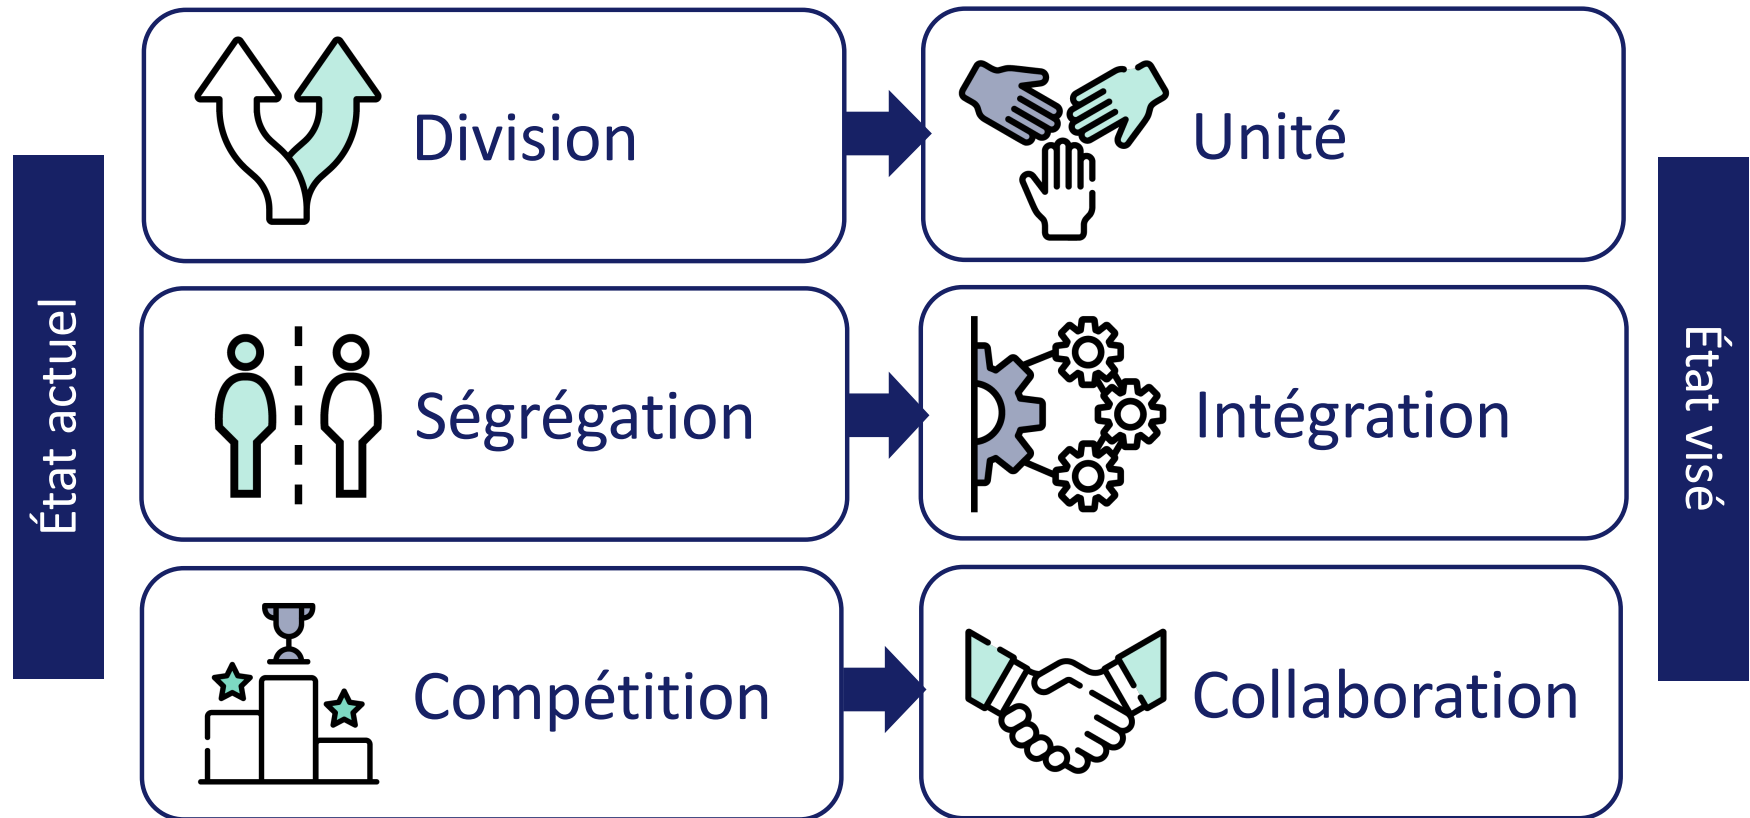 État actuel
Division
Unité
Ségrégation
Intégration
Compétition
Collaboration
État visé